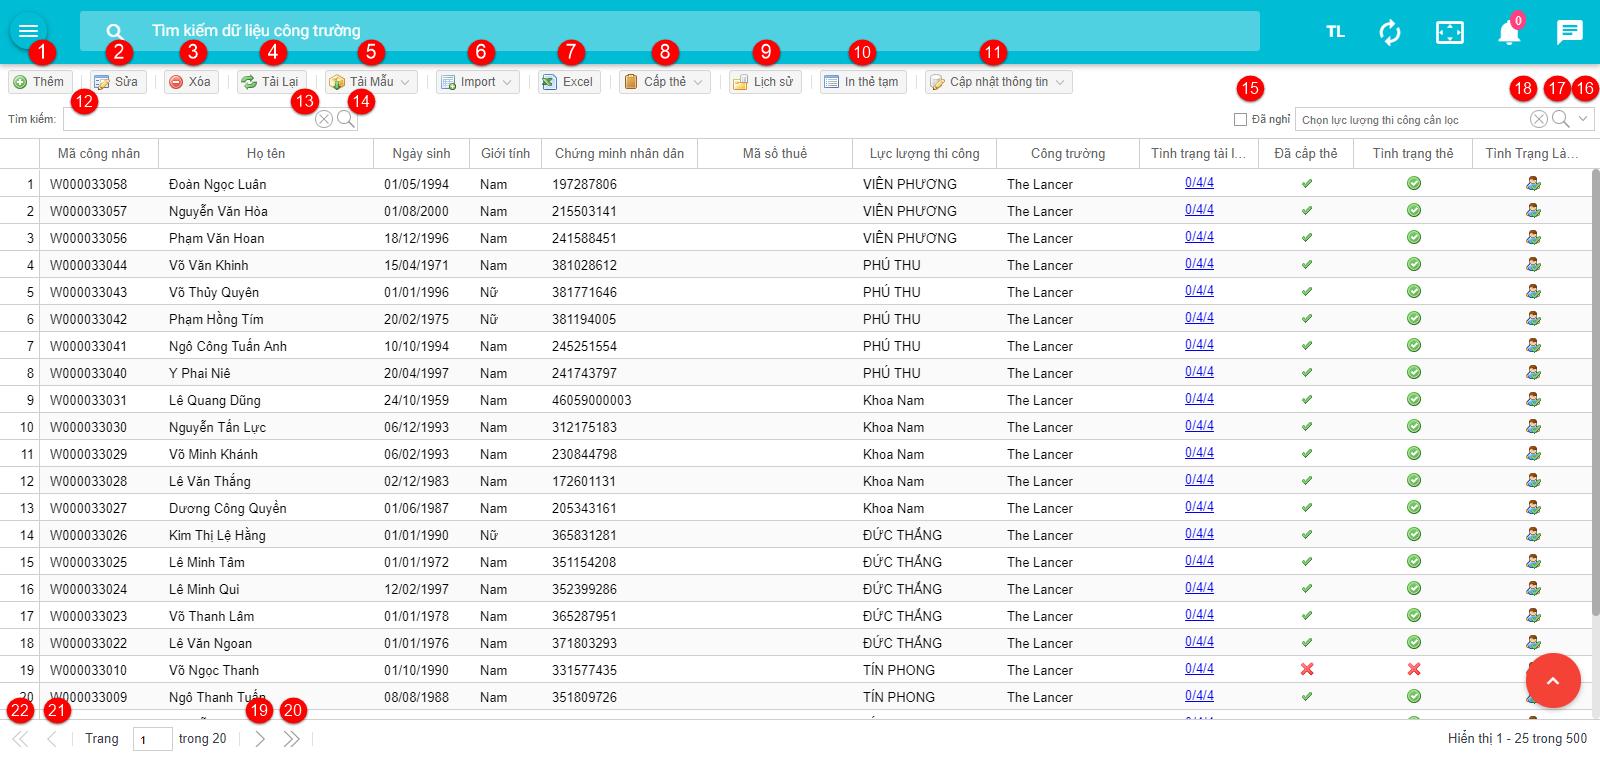 Tìm kiếm dữ liệu công trường TL 0
1 2 3 4 5 6 7 8 9 10 11
Thêm Sửa Xóa Tải Lại Tải Mẫu Import Excel Cấp thẻ Lịch sử In thẻ tạm Cập nhật thông tin
12 13 14 15 18 17 16
Tìm kiếm: Đã nghỉ Chọn lực lượng thi công cần lọc
Mã công nhân Họ tên Ngày sinh Giới tính Chứng minh nhân dân Mã số thuế Lực lượng thi công Công trường Tình trạng tài l... Đã cấp thẻ Tình trạng thẻ Tình Trạng Là...
1 W000033058 Đoàn Ngọc Luân 01/05/1994 Nam 197287806 VIÊN PHƯƠNG The Lancer 0/4/4
2 W000033057 Nguyễn Văn Hòa 01/08/2000 Nam 215503141 VIÊN PHƯƠNG The Lancer 0/4/4
3 W000033056 Phạm Văn Hoan 18/12/1996 Nam 241588451 VIÊN PHƯƠNG The Lancer 0/4/4
4 W000033044 Võ Văn Khinh 15/04/1971 Nam 381028612 PHÚ THU The Lancer 0/4/4
5 W000033043 Võ Thủy Quyên 01/01/1996 Nữ 381771646 PHÚ THU The Lancer 0/4/4
6 W000033042 Phạm Hồng Tím 20/02/1975 Nữ 381194005 PHÚ THU The Lancer 0/4/4
7 W000033041 Ngô Công Tuấn Anh 10/10/1994 Nam 245251554 PHÚ THU The Lancer 0/4/4
8 W000033040 Y Phai Niê 20/04/1997 Nam 241743797 PHÚ THU The Lancer 0/4/4
9 W000033031 Lê Quang Dũng 24/10/1959 Nam 46059000003 Khoa Nam The Lancer 0/4/4
10 W000033030 Nguyễn Tấn Lực 06/12/1993 Nam 312175183 Khoa Nam The Lancer 0/4/4
11 W000033029 Võ Minh Khánh 06/02/1993 Nam 230844798 Khoa Nam The Lancer 0/4/4
12 W000033028 Lê Văn Thắng 02/12/1983 Nam 172601131 Khoa Nam The Lancer 0/4/4
13 W000033027 Dương Công Quyền 01/06/1987 Nam 205343161 Khoa Nam The Lancer 0/4/4
14 W000033026 Kim Thị Lệ Hằng 01/01/1990 Nữ 365831281 ĐỨC THẮNG The Lancer 0/4/4
15 W000033025 Lê Minh Tâm 01/01/1972 Nam 351154208 ĐỨC THẮNG The Lancer 0/4/4
16 W000033024 Lê Minh Qui 12/02/1997 Nam 352399286 ĐỨC THẮNG The Lancer 0/4/4
17 W000033023 Võ Thanh Lâm 01/01/1978 Nam 365287951 ĐỨC THẮNG The Lancer 0/4/4
18 W000033022 Lê Văn Ngoan 01/01/1976 Nam 371803293 ĐỨC THẮNG The Lancer 0/4/4
19 W000033010 Võ Ngọc Thanh 01/10/1990 Nam 331577435 TÍN PHONG The Lancer 0/4/4
20 W000033009 Ngô Thanh Tuấn 08/08/1988 Nam 351809726 TÍN PHONG The Lancer 0/4/4
22 21 19 20
Trang 1 trong 20 Hiển thị 1 - 25 trong 500